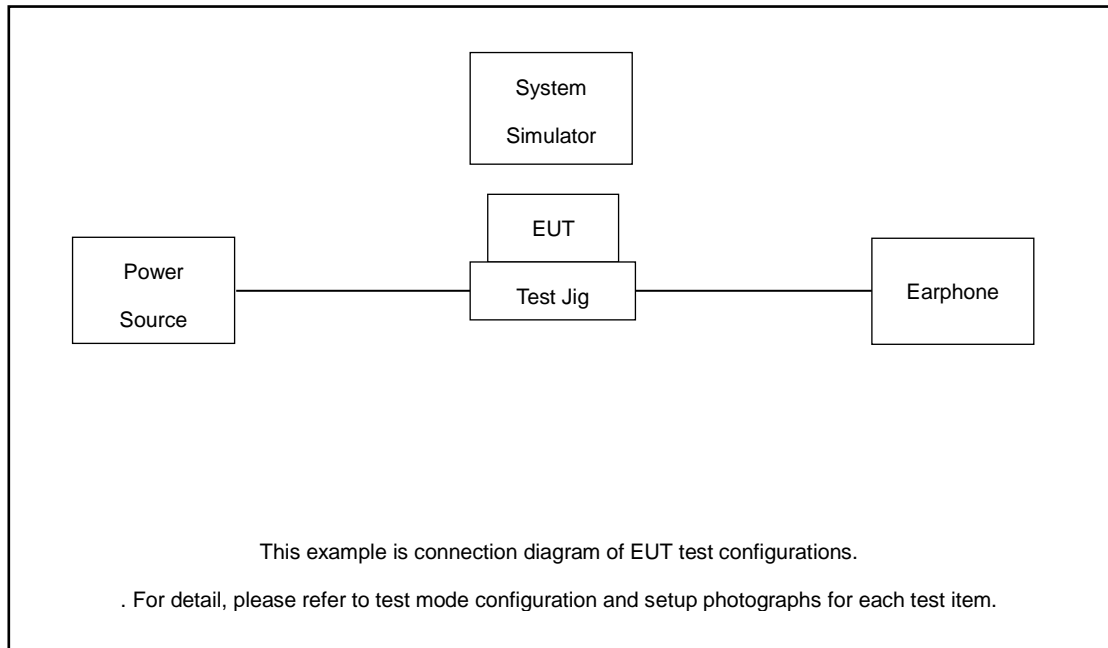 System
Simulator
EUT
Power
Source
Test Jig
Earphone
This example is connection diagram of EUT test configurations.
. For detail, please refer to test mode configuration and setup photographs for each test item.